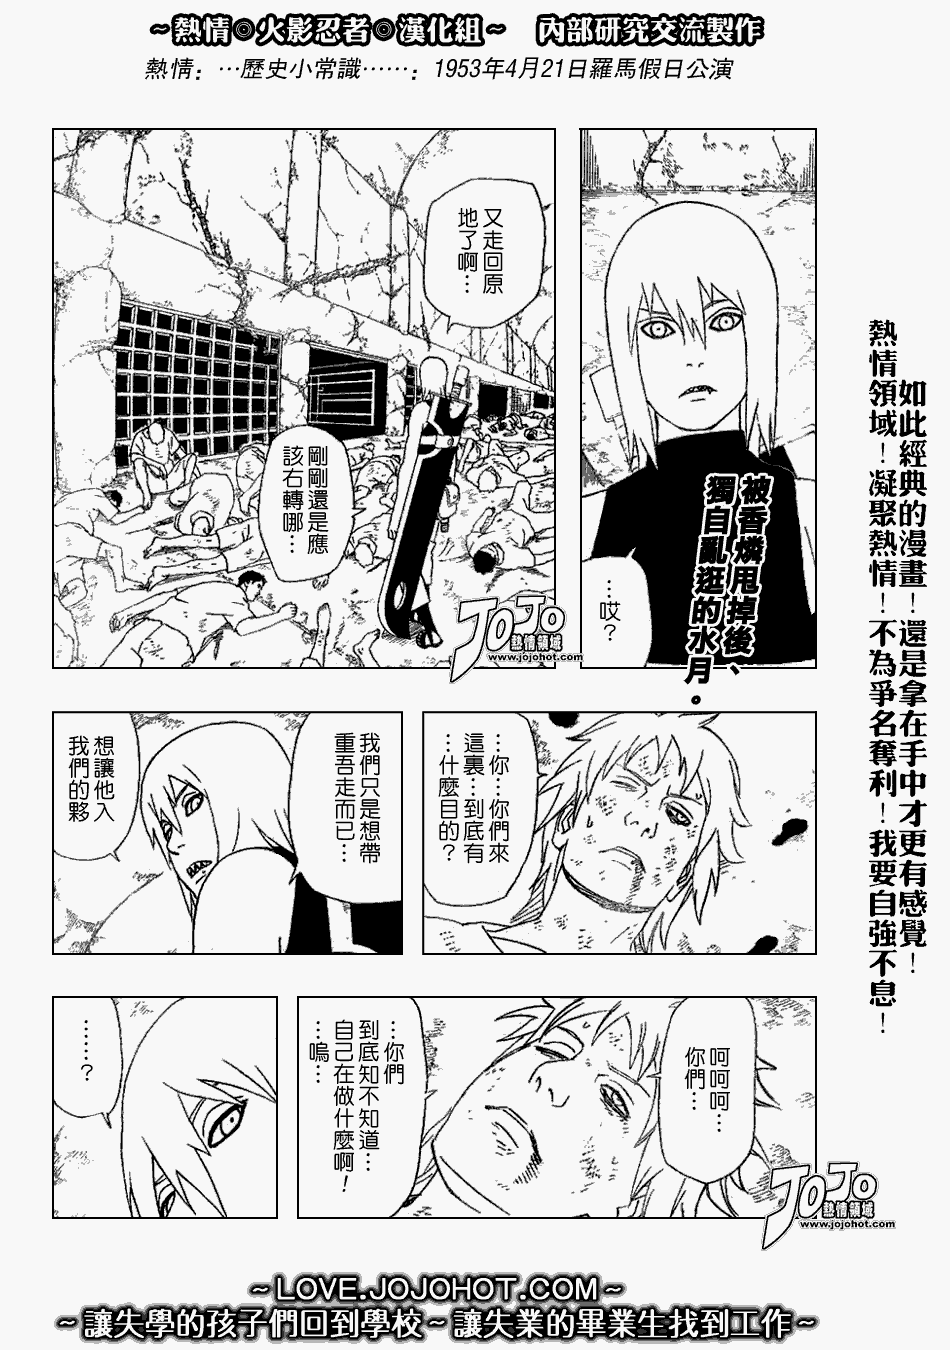 ~熱情◎火影忍者◎漢化組~　內部研究交流製作
熱情：…歷史小常識……：1953年4月21日羅馬假日公演
…哎？
被香燐甩掉後、
獨自亂逛的水月。
又走回原
地了啊…
剛剛還是應
該右轉哪…
JOJO
熱情領域
www.jojohot.com
如此經典的漫畫！還是拿在手中才更有感覺！
熱情領域！凝聚熱情！不為爭名奪利！我要自強不息！
…你…你們來
這裏…到底有
…什麼目的？
我們只是想帶
重吾走而已…
想讓他入
我們的夥
呵呵呵…
你們…
…你們
到底知不知道…
自己在做什麼啊！
…嗚…
……？
JOJO
熱情領域
www.jojohot.com
~LOVE.JOJOHOT.COM~
~讓失學的孩子們回到學校~讓失業的畢業生找到工作~